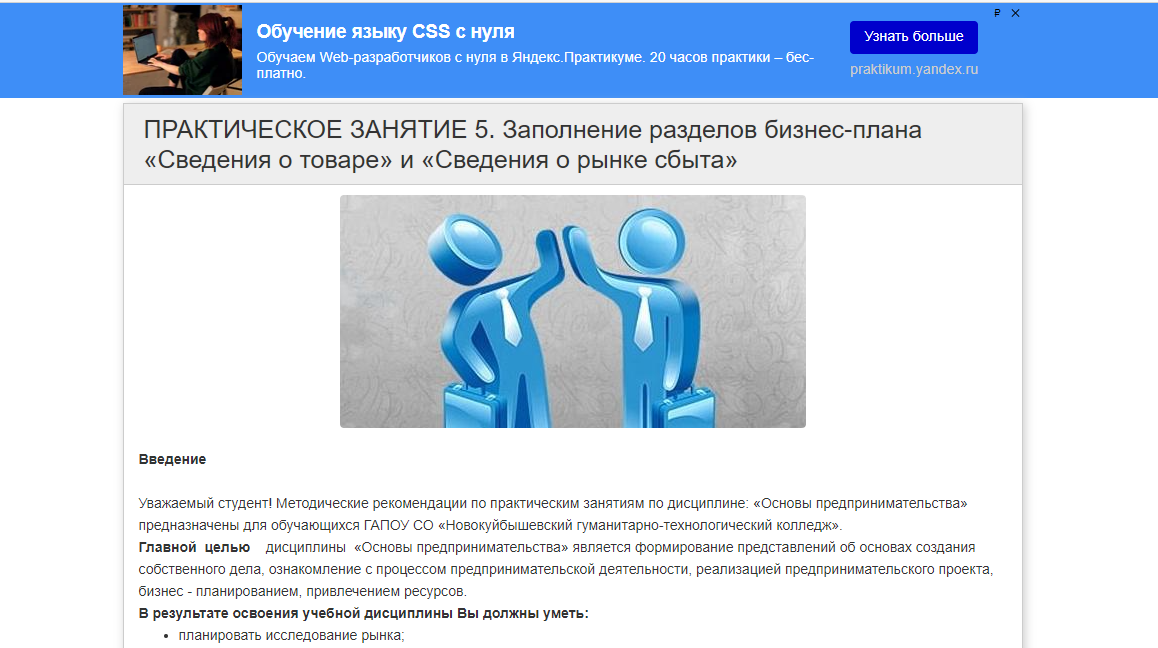 Обучение языку CSS с нуля
Обучаем Web-разработчиков с нуля в Яндекс.Практикуме. 20 часов практики – бес-
платно.
Узнать больше
praktikum.yandex.ru
ПРАКТИЧЕСКОЕ ЗАНЯТИЕ 5. Заполнение разделов бизнес-плана
«Сведения о товаре» и «Сведения о рынке сбыта»
Введение
Уважаемый студент! Методические рекомендации по практическим занятиям по дисциплине: «Основы предпринимательства»
предназначены для обучающихся ГАПОУ СО «Новокуйбышевский гуманитарно-технологический колледж».
Главной целью дисциплины «Основы предпринимательства» является формирование представлений об основах создания
собственного дела, ознакомление с процессом предпринимательской деятельности, реализацией предпринимательского проекта,
бизнес - планированием, привлечением ресурсов.
В результате освоения учебной дисциплины Вы должны уметь:
• планировать исследование рынка;